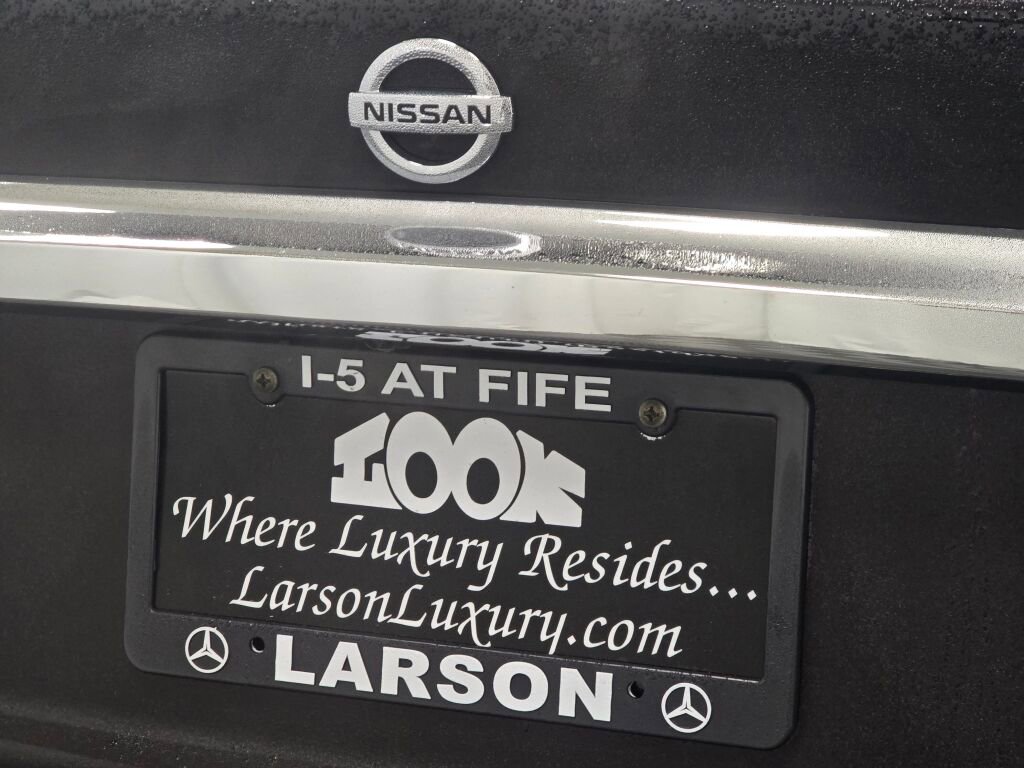 NISSAN
I-5 AT FIFE
LOOK
Where Luxury Resides...
LarsonLuxury.com
LARSON